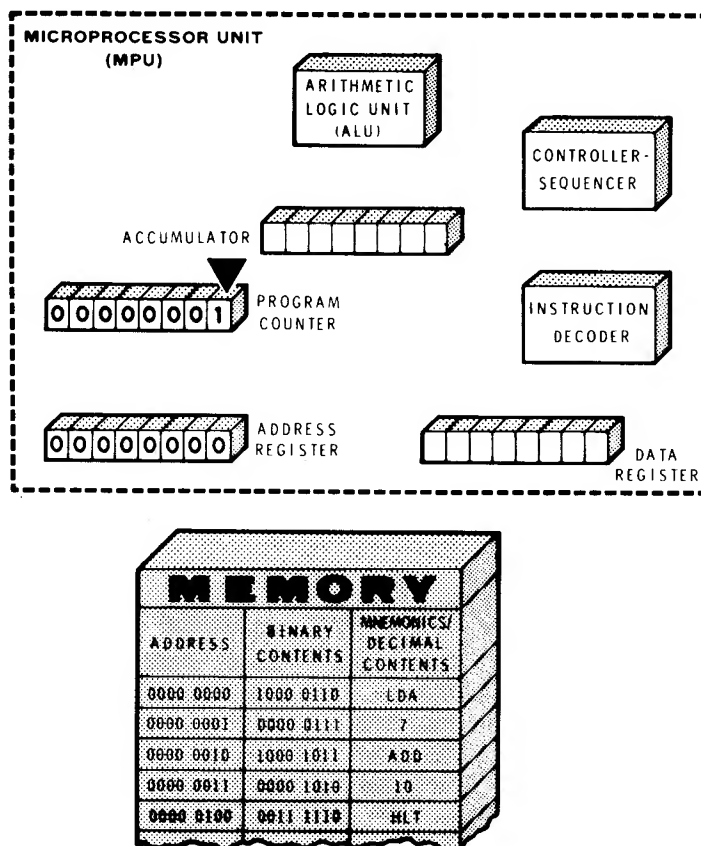 MICROPROCESSOR UNIT
(MPU)
ARITHMETIC
LOGIC UNIT
(ALU)
CONTROLLER-
SEQUENCER
ACCUMULATOR
0 0 0 0 0 0 0 1
PROGRAM
COUNTER
INSTRUCTION
DECODER
0 0 0 0 0 0 0 0
ADDRESS
REGISTER
DATA
REGISTER
MEMORY
ADDRESS
BINARY
CONTENTS
MNEMONICS/
DECIMAL
CONTENTS
0000 0000 1000 0110 LDA
0000 0001 0000 0111 7
0000 0010 1000 1011 ADD
0000 0011 0000 1010 10
0000 0100 0011 1110 HLT